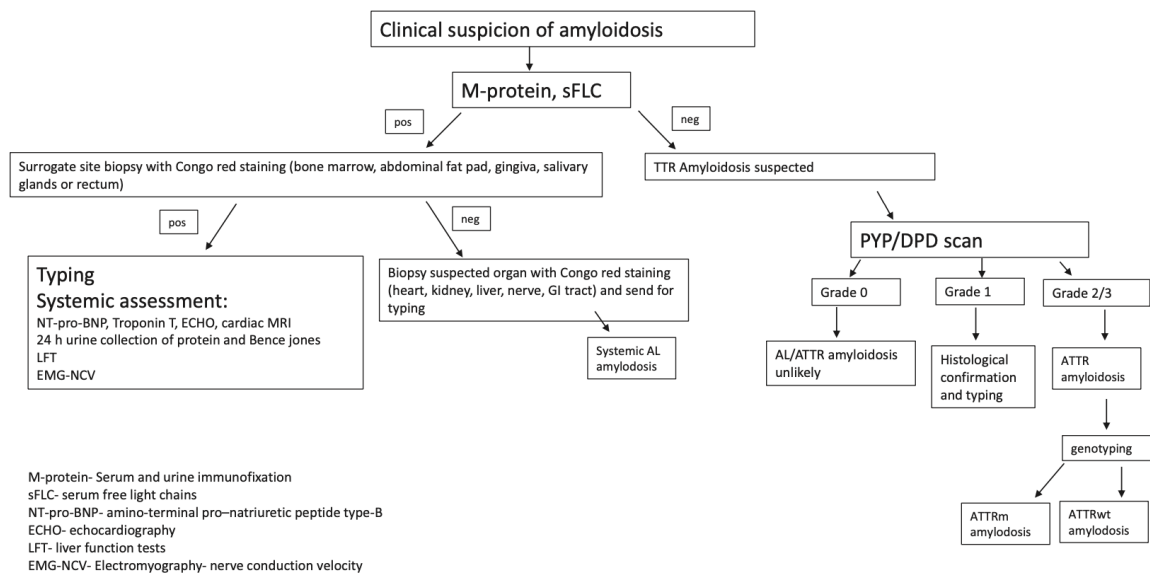 Clinical suspicion of amyloidosis
M-protein, sFLC
pos
neg
Surrogate site biopsy with Congo red staining (bone marrow, abdominal fat pad, gingiva, salivary
glands or rectum)
TTR Amyloidosis suspected
pos
neg
PYP/DPD scan
Typing
Systemic assessment:
NT-pro-BNP, Troponin T, ECHO, cardiac MRI
24 h urine collection of protein and Bence jones
LFT
EMG-NCV
Biopsy suspected organ with Congo red staining
(heart, kidney, liver, nerve, GI tract) and send for
typing
Grade 0
Grade 1
Grade 2/3
Systemic AL
amylodosis
AL/ATTR amyloidosis
unlikely
Histological
confirmation
and typing
ATTR
amyloidosis
genotyping
ATTRm
amylodosis
ATTRwt
amylodosis
M-protein- Serum and urine immunofixation
sFLC- serum free light chains
NT-pro-BNP- amino-terminal pro–natriuretic peptide type-B
ECHO- echocardiography
LFT- liver function tests
EMG-NCV- Electromyography- nerve conduction velocity